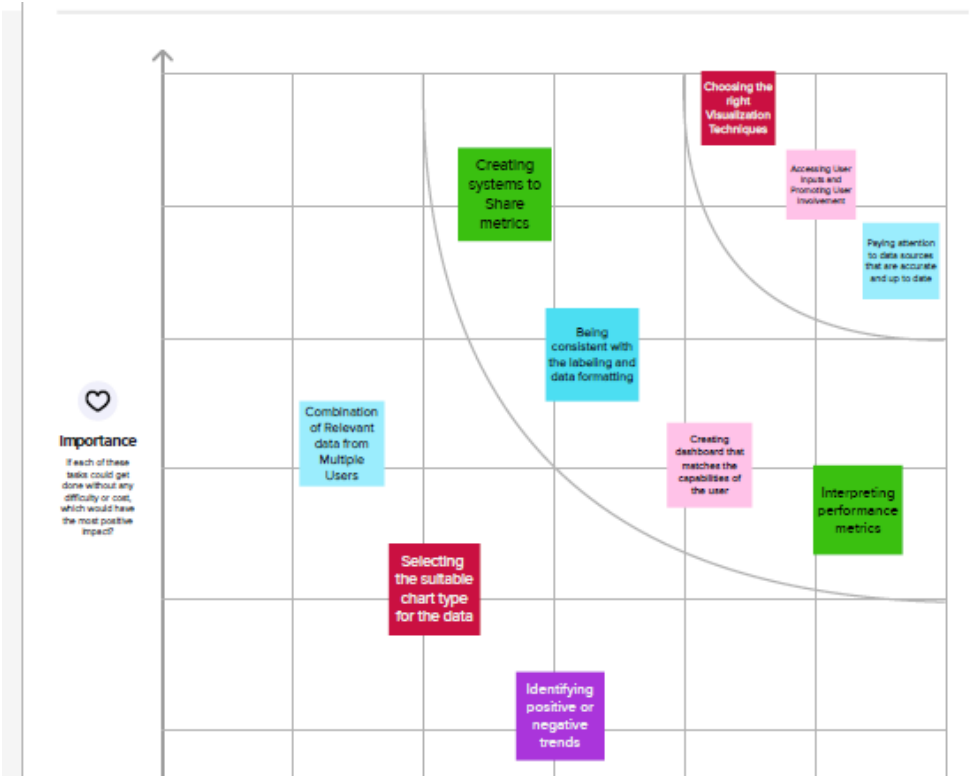 Choosing the
right
Visualization
Techniques
Creating
systems to
Share
metrics
Accessing User
Inputs and
Promoting User
Involvement
Paying attention
to data sources
that are accurate
and up to date
Being
consistent with
the labeling and
data formatting
Importance
If each of these
tasks could get
done without any
difficulty or cost,
which would have
the most positive
impact?
Combination
of Relevant
data from
Multiple
Users
Creating
dashboard that
matches the
capabilities of
the user
Interpreting
performance
metrics
Selecting
the suitable
chart type
for the data
Identifying
positive or
negative
trends